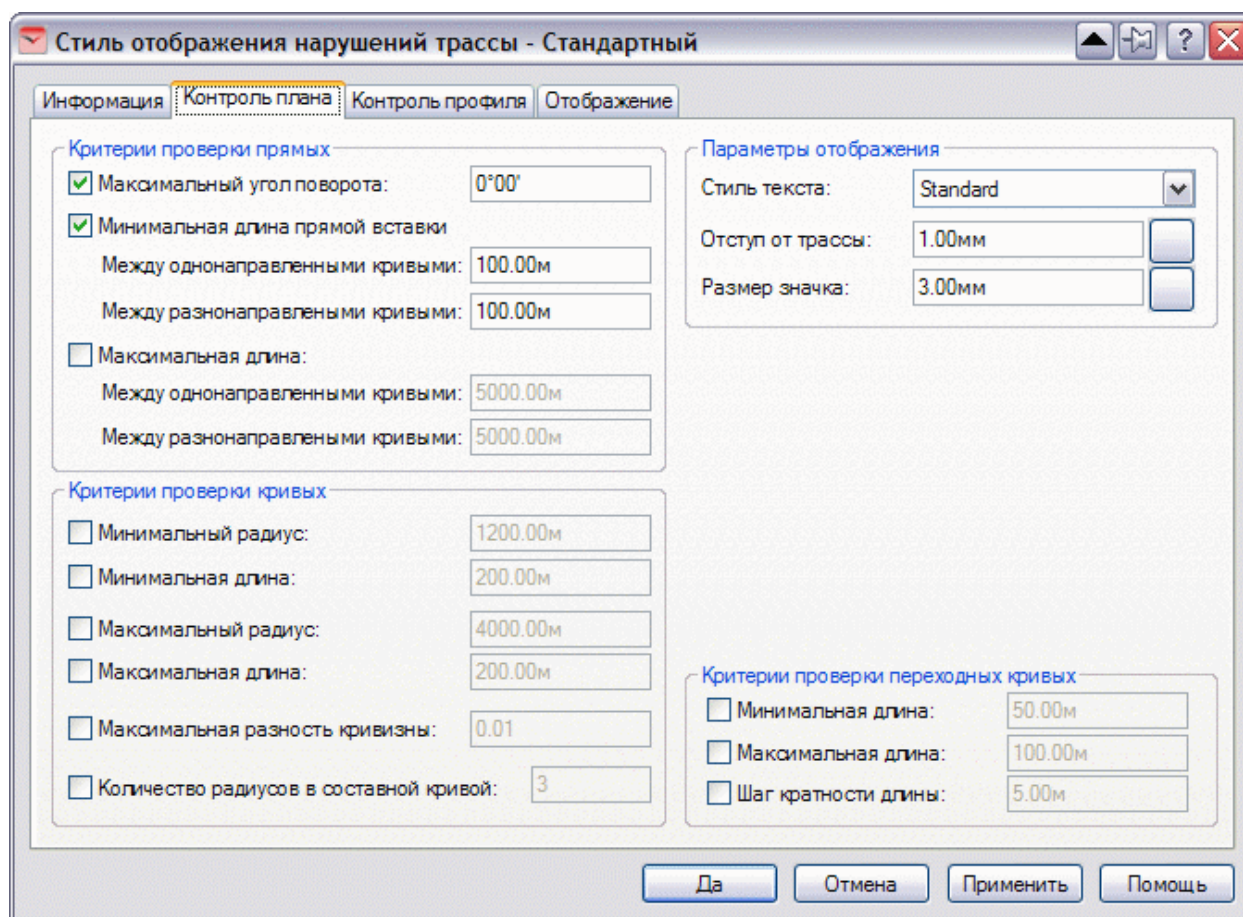 Стиль отображения нарушений трассы - Стандартный
Информация Контроль плана Контроль профиля Отображение
Критерии проверки прямых
Максимальный угол поворота: 0°00'
Минимальная длина прямой вставки
Между однонаправленными кривыми: 100.00м
Между разнонаправлеными кривыми: 100.00м
Максимальная длина:
Между однонаправленными кривыми: 5000.00м
Между разнонаправлеными кривыми: 5000.00м
Параметры отображения
Стиль текста: Standard
Отступ от трассы: 1.00мм
Размер значка: 3.00мм
Критерии проверки кривых
Минимальный радиус: 1200.00м
Минимальная длина: 200.00м
Максимальный радиус: 4000.00м
Максимальная длина: 200.00м
Максимальная разность кривизны: 0.01
Количество радиусов в составной кривой: 3
Критерии проверки переходных кривых
Минимальная длина: 50.00м
Максимальная длина: 100.00м
Шаг кратности длины: 5.00м
Да Отмена Применить Помощь